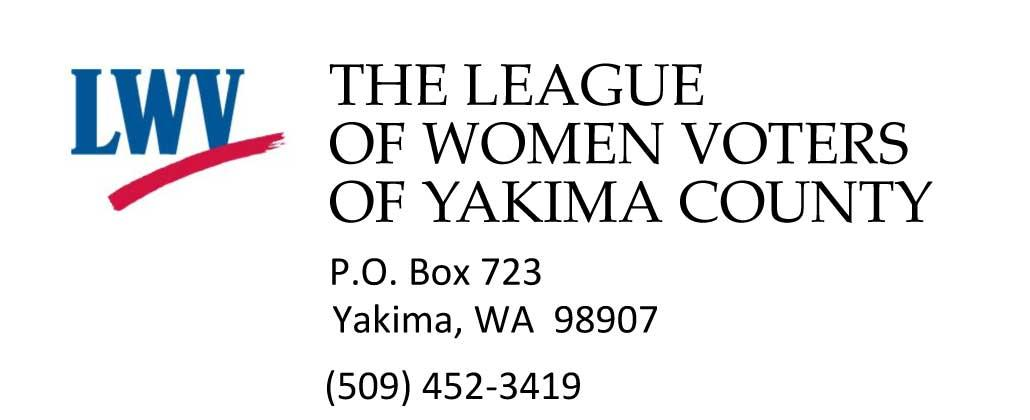 LWV
THE LEAGUE
OF WOMEN VOTERS
OF YAKIMA COUNTY
P.O. Box 723
Yakima, WA  98907
(509) 452-3419